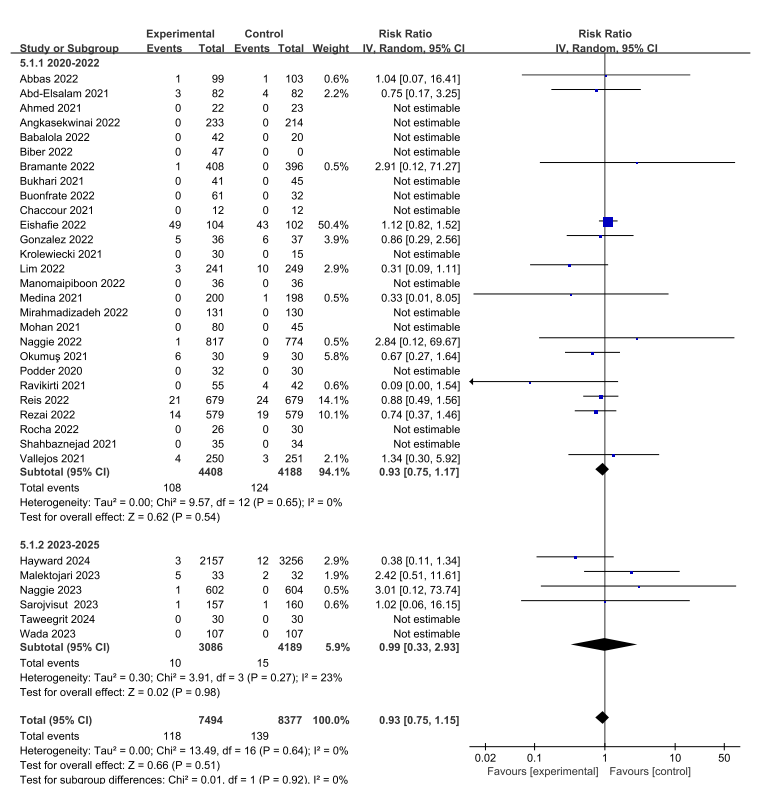 Experimental Control Risk Ratio Risk Ratio
Study or Subgroup Events Total Events Total Weight IV, Random, 95% CI IV, Random, 95% CI
5.1.1 2020-2022
Abbas 2022 1 99 1 103 0.6% 1.04 [0.07, 16.41]
Abd-Elsalam 2021 3 82 4 82 2.2% 0.75 [0.17, 3.25]
Ahmed 2021 0 22 0 23 Not estimable
Angkasekwinai 2022 0 233 0 214 Not estimable
Babalola 2022 0 42 0 20 Not estimable
Biber 2022 0 47 0 0 Not estimable
Bramante 2022 1 408 0 396 0.5% 2.91 [0.12, 71.27]
Bukhari 2021 0 41 0 45 Not estimable
Buonfrate 2022 0 61 0 32 Not estimable
Chaccour 2021 0 12 0 12 Not estimable
Eishafie 2022 49 104 43 102 50.4% 1.12 [0.82, 1.52]
Gonzalez 2022 5 36 6 37 3.9% 0.86 [0.29, 2.56]
Krolewiecki 2021 0 30 0 15 Not estimable
Lim 2022 3 241 10 249 2.9% 0.31 [0.09, 1.11]
Manomaipiboon 2022 0 36 0 36 Not estimable
Medina 2021 0 200 1 198 0.5% 0.33 [0.01, 8.05]
Mirahmadizadeh 2022 0 131 0 130 Not estimable
Mohan 2021 0 80 0 45 Not estimable
Naggie 2022 1 817 0 774 0.5% 2.84 [0.12, 69.67]
Okumuş 2021 6 30 9 30 5.8% 0.67 [0.27, 1.64]
Podder 2020 0 32 0 30 Not estimable
Ravikirti 2021 0 55 4 42 0.6% 0.09 [0.00, 1.54]
Reis 2022 21 679 24 679 14.1% 0.88 [0.49, 1.56]
Rezai 2022 14 579 19 579 10.1% 0.74 [0.37, 1.46]
Rocha 2022 0 26 0 30 Not estimable
Shahbaznejad 2021 0 35 0 34 Not estimable
Vallejos 2021 4 250 3 251 2.1% 1.34 [0.30, 5.92]
Subtotal (95% CI) 4408 4188 94.1% 0.93 [0.75, 1.17]
Total events 108 124
Heterogeneity: Tau² = 0.00; Chi² = 9.57, df = 12 (P = 0.65); I² = 0%
Test for overall effect: Z = 0.62 (P = 0.54)
5.1.2 2023-2025
Hayward 2024 3 2157 12 3256 2.9% 0.38 [0.11, 1.34]
Malektojari 2023 5 33 2 32 1.9% 2.42 [0.51, 11.61]
Naggie 2023 1 602 0 604 0.5% 3.01 [0.12, 73.74]
Sarojvisut 2023 1 157 1 160 0.6% 1.02 [0.06, 16.15]
Taweegrit 2024 0 30 0 30 Not estimable
Wada 2023 0 107 0 107 Not estimable
Subtotal (95% CI) 3086 4189 5.9% 0.99 [0.33, 2.93]
Total events 10 15
Heterogeneity: Tau² = 0.30; Chi² = 3.91, df = 3 (P = 0.27); I² = 23%
Test for overall effect: Z = 0.02 (P = 0.98)
Total (95% CI) 7494 8377 100.0% 0.93 [0.75, 1.15]
Total events 118 139
Heterogeneity: Tau² = 0.00; Chi² = 13.49, df = 16 (P = 0.64); I² = 0%
Test for overall effect: Z = 0.66 (P = 0.51)
Test for subgroup differences: Chi² = 0.01, df = 1 (P = 0.92), I² = 0%
0.02 0.1 1 10 50
Favours [experimental] Favours [control]